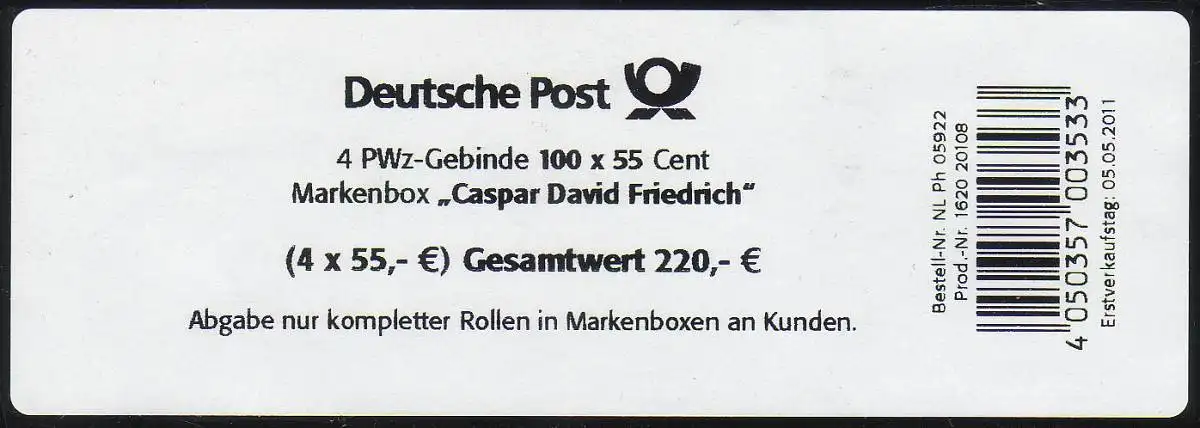 Deutsche Post
4 PWz-Gebinde 100 x 55 Cent
Markenbox „Caspar David Friedrich“
(4 x 55,- €) Gesamtwert 220,- €
Abgabe nur kompletter Rollen in Markenboxen an Kunden.
Bestell-Nr. NL Ph 05922
Prod.-Nr. 1620 20108
4 050357 003533
Erstverkaufstag: 05.05.2011